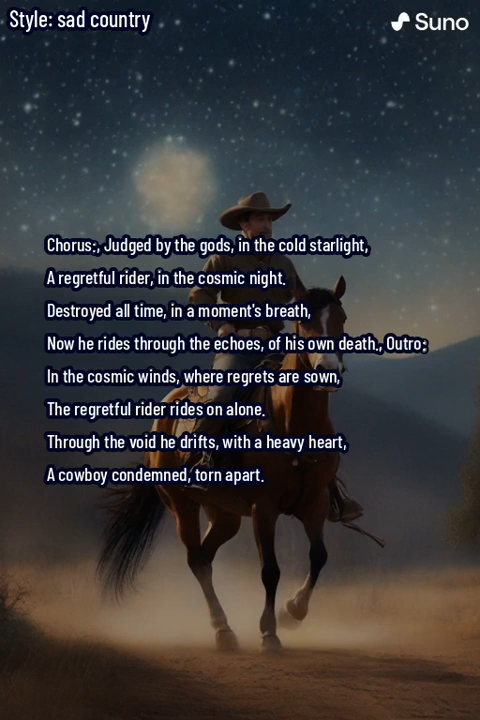 Style: sad country
Suno
Chorus:, Judged by the gods, in the cold starlight,
A regretful rider, in the cosmic night.
Destroyed all time, in a moment's breath,
Now he rides through the echoes, of his own death., Outro:
In the cosmic winds, where regrets are sown,
The regretful rider rides on alone.
Through the void he drifts, with a heavy heart,
A cowboy condemned, torn apart.